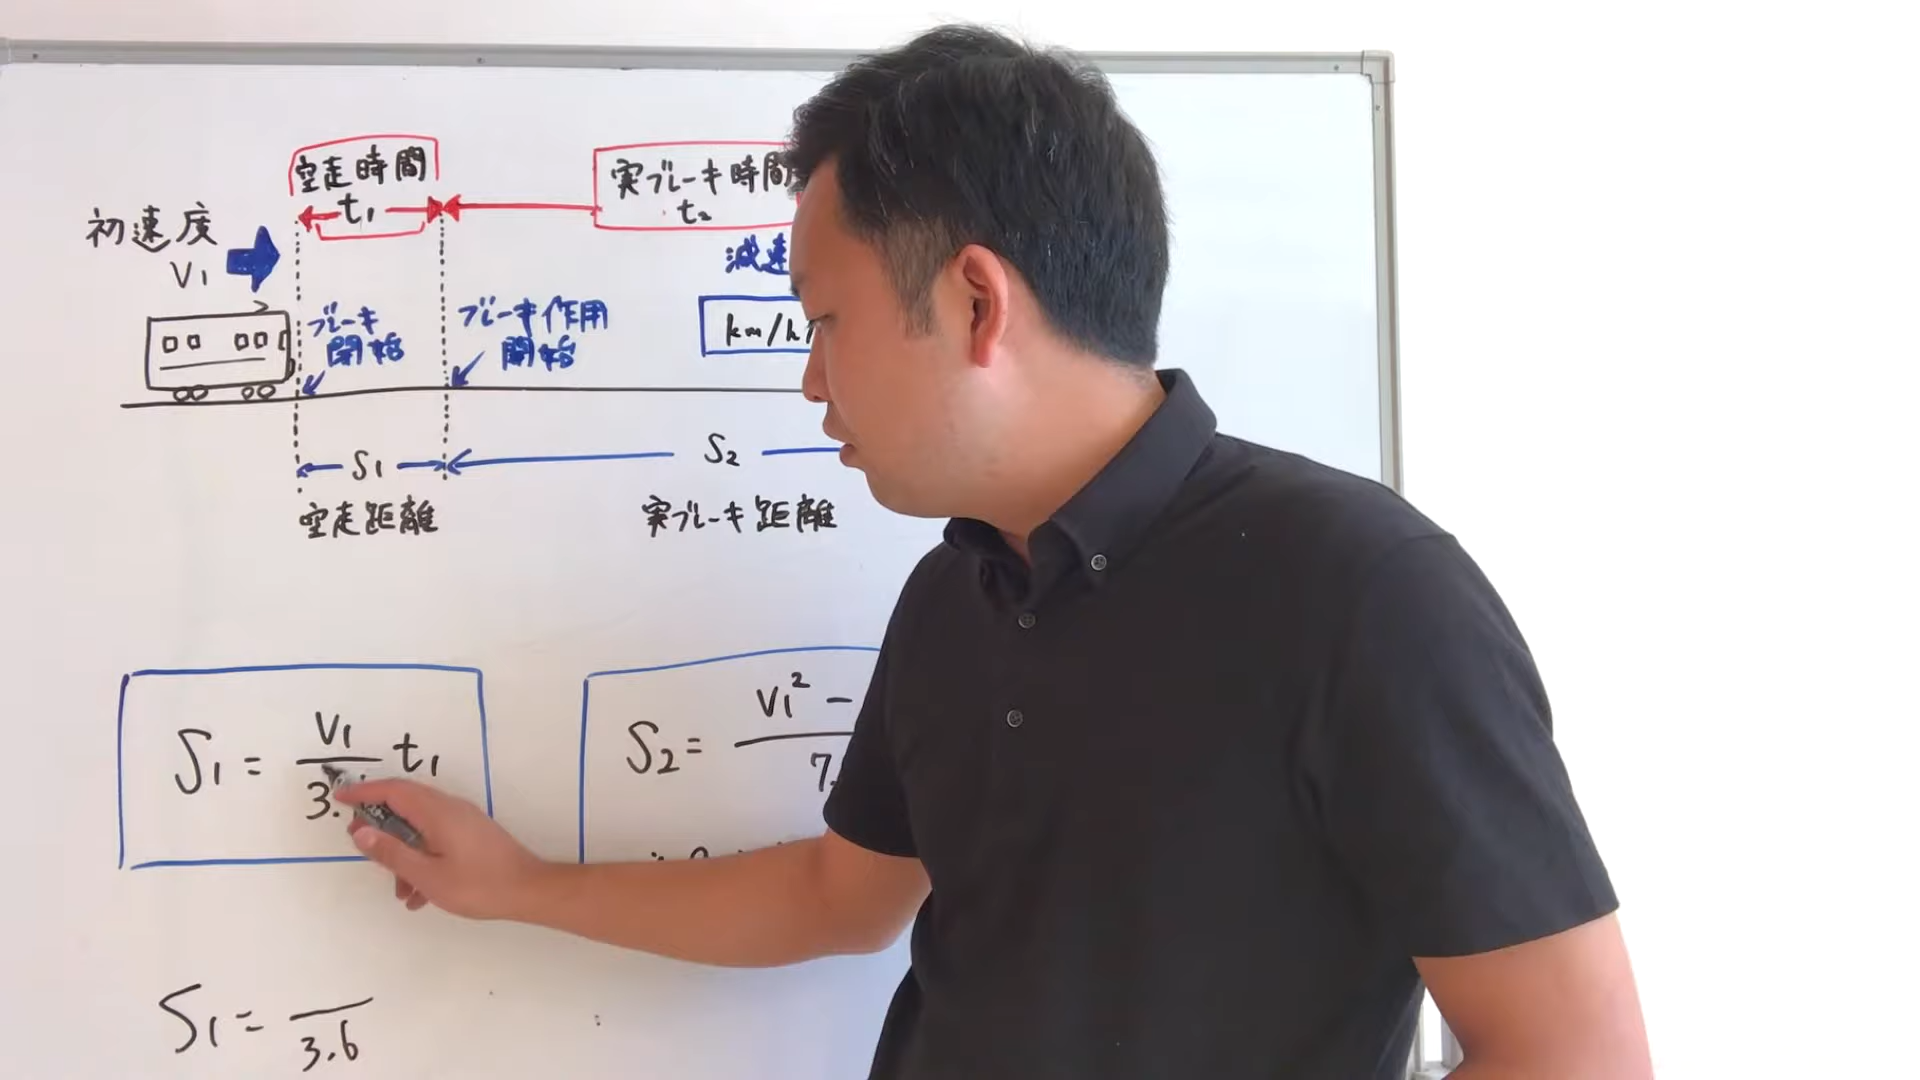 空走時間
t₁
実ブレーキ時間
t₂
初速度
V₁
減速
ブレーキ
開始
ブレーキ作用
開始
km/h/
S₁
S₂
空走距離
実ブレーキ距離
S₁ = V₁/3. t₁
S₂ = V₁² − / 7.
S₁ = /3.6